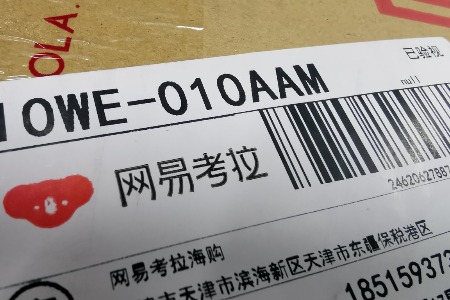 OLA.
已验视
10WE-010AAM
null
网易考拉
24620627887
网易考拉海购
天津市滨海新区天津市东疆保税港区
18515937